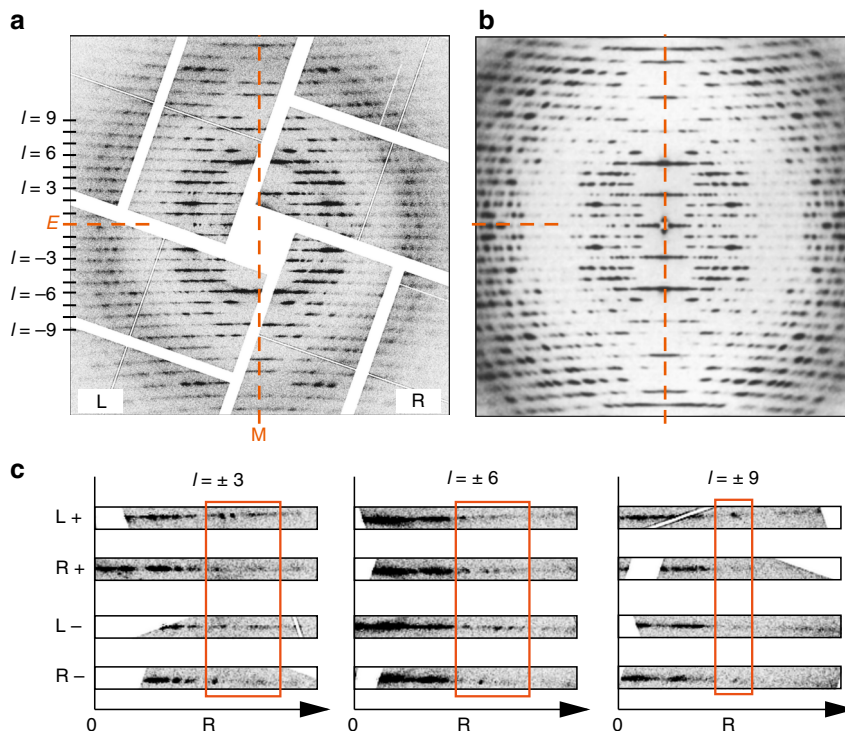 a
b
l = 9
l = 6
l = 3
E
l = –3
l = –6
l = –9
L
R
M
c
l = ± 3
l = ± 6
l = ± 9
L +
R +
L –
R –
0
R
0
R
0
R